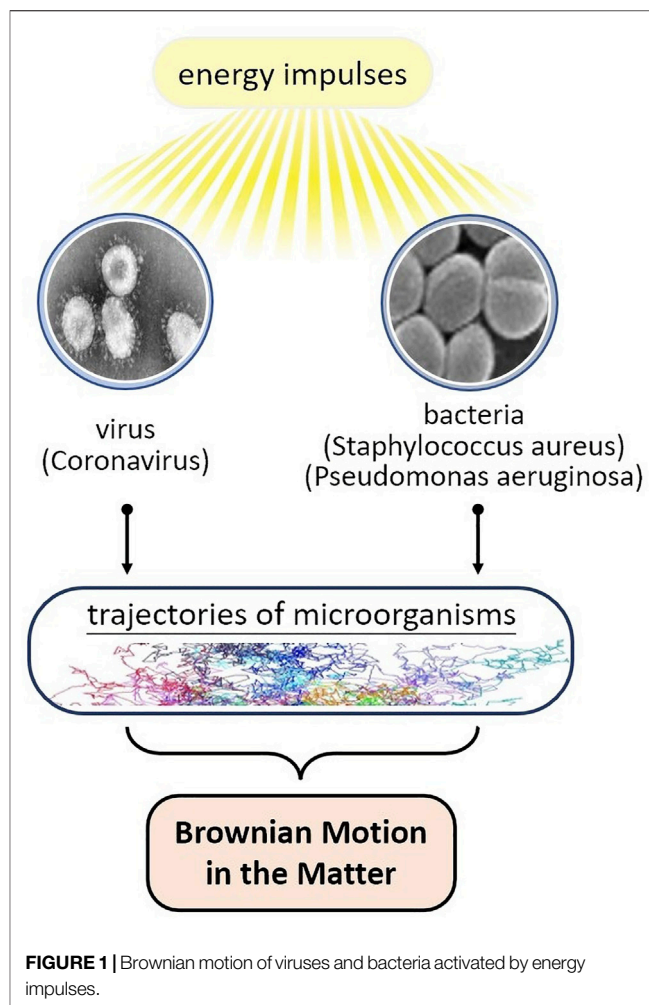 energy impulses
virus
(Coronavirus)
bacteria
(Staphylococcus aureus)
(Pseudomonas aeruginosa)
trajectories of microorganisms
Brownian Motion
in the Matter
FIGURE 1 | Brownian motion of viruses and bacteria activated by energy
impulses.